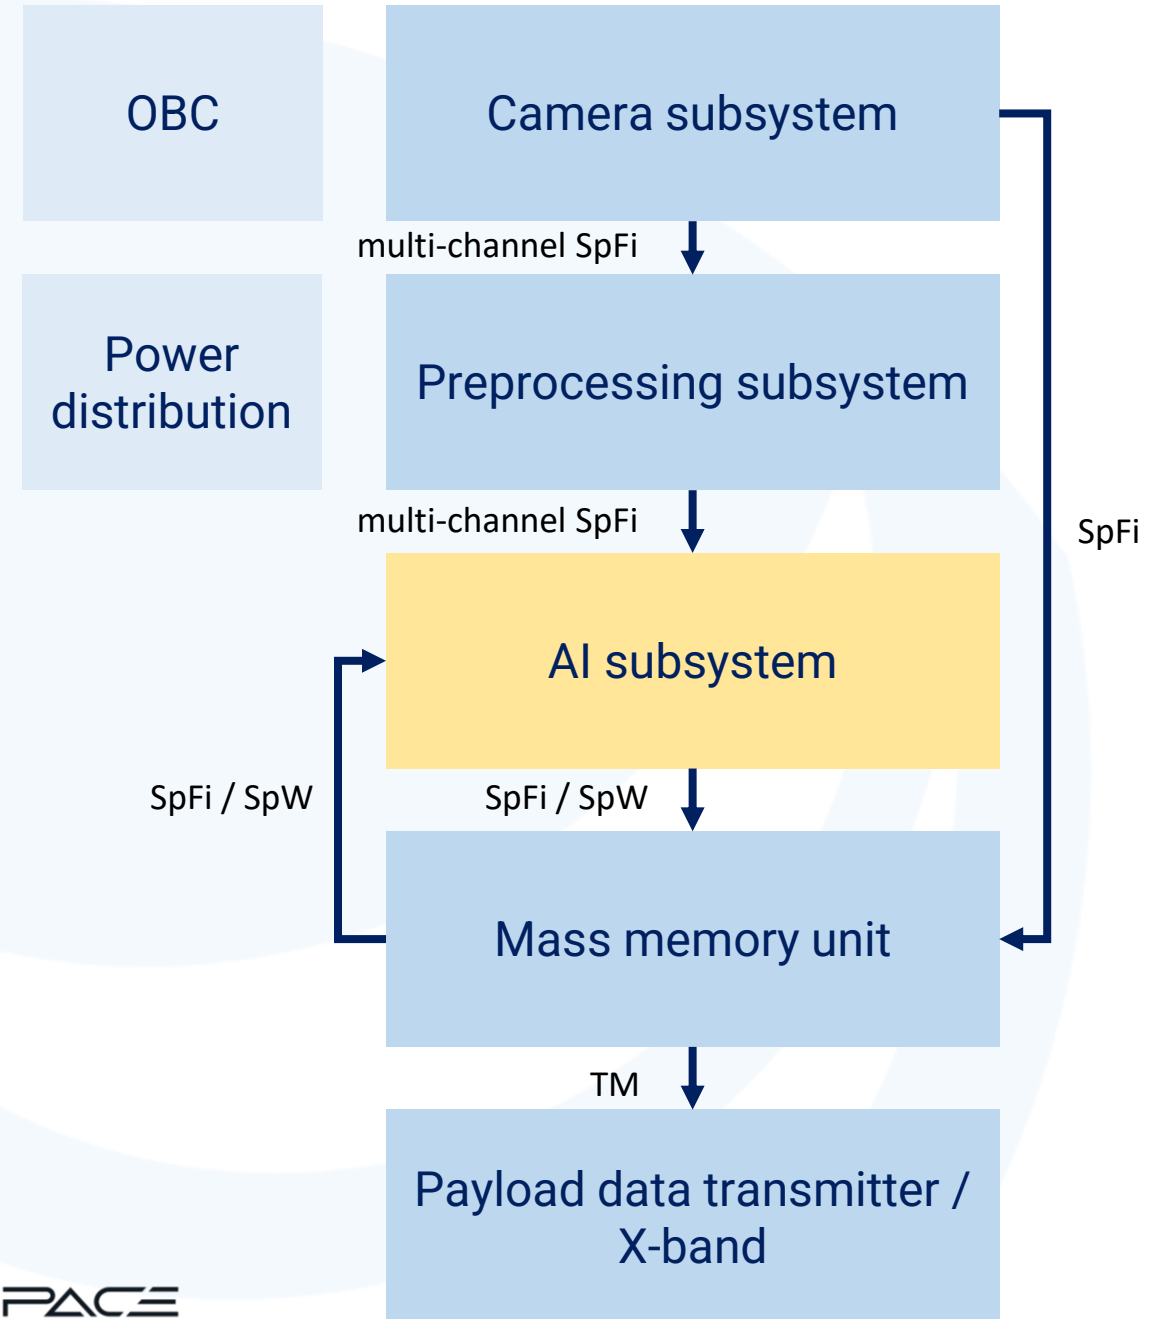 OBC
Camera subsystem
multi-channel SpFi
Power
distribution
Preprocessing subsystem
multi-channel SpFi
SpFi
AI subsystem
SpFi / SpW
SpFi / SpW
Mass memory unit
TM
Payload data transmitter /
X-band
PACE